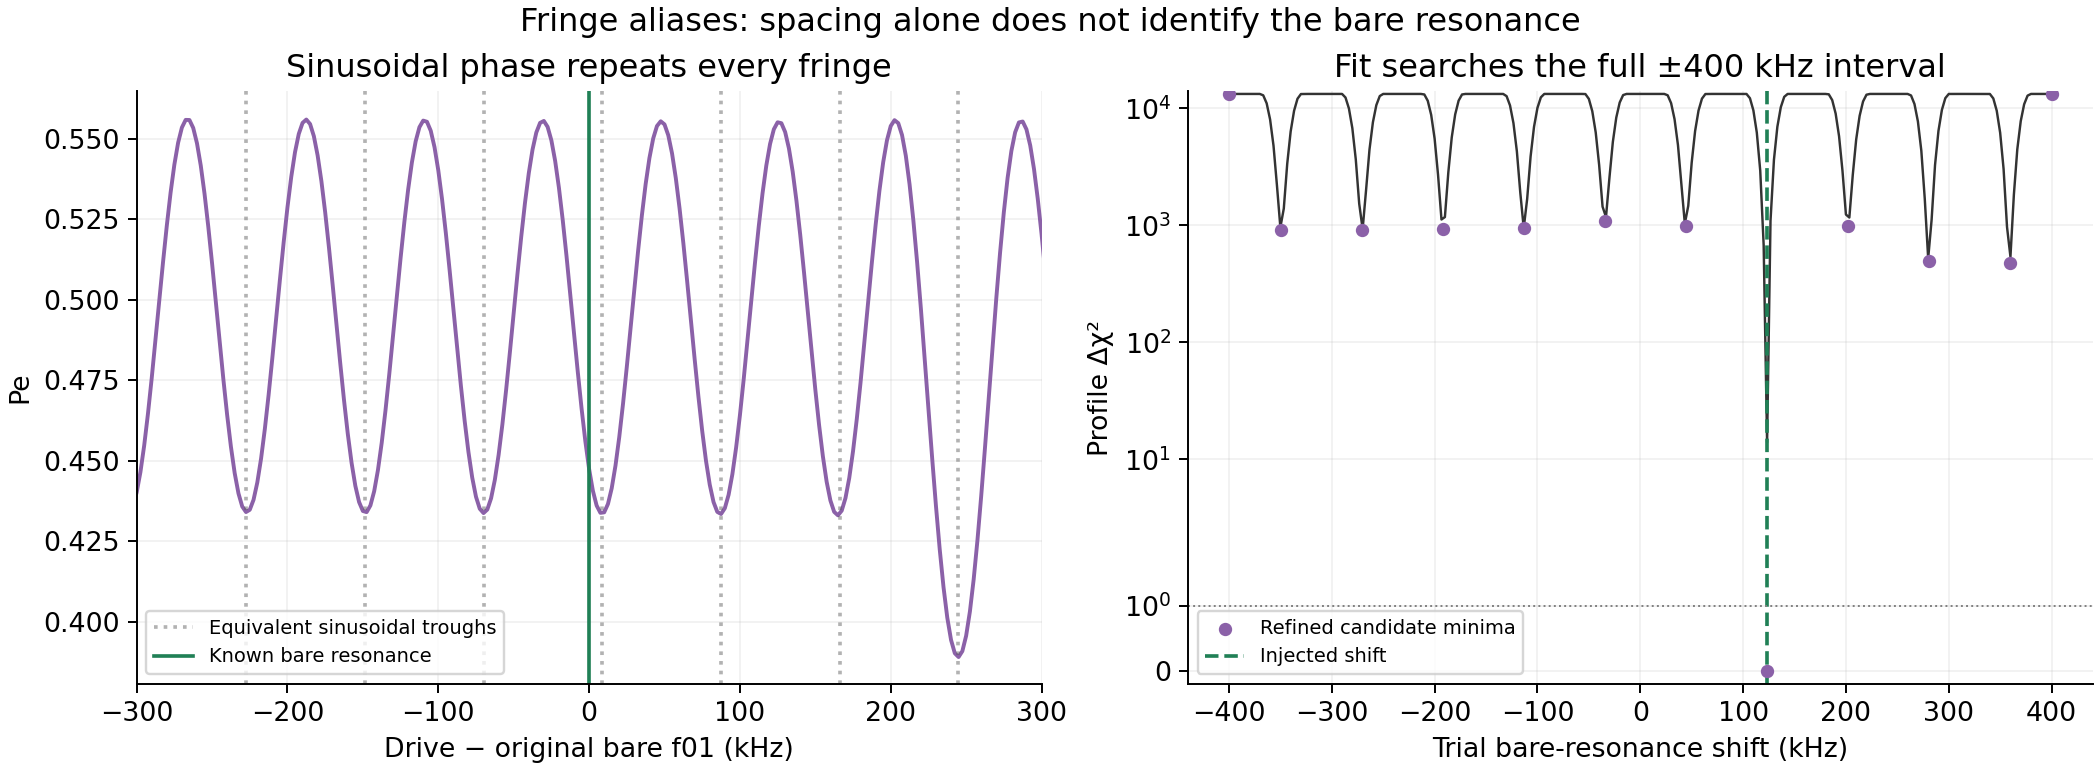 Fringe aliases: spacing alone does not identify the bare resonance
Sinusoidal phase repeats every fringe
Pe
0.550
0.525
0.500
0.475
0.450
0.425
0.400
Equivalent sinusoidal troughs
Known bare resonance
−300 −200 −100 0 100 200 300
Drive − original bare f01 (kHz)
Fit searches the full ±400 kHz interval
Profile Δχ²
10⁴
10³
10²
10¹
10⁰
0
Refined candidate minima
Injected shift
−400 −300 −200 −100 0 100 200 300 400
Trial bare-resonance shift (kHz)